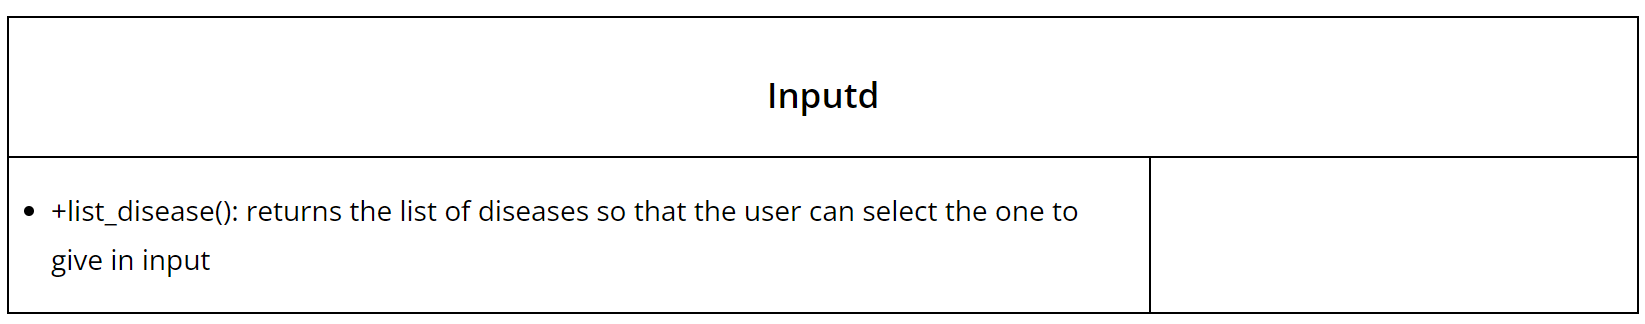 Inputd
+list_disease(): returns the list of diseases so that the user can select the one to
give in input